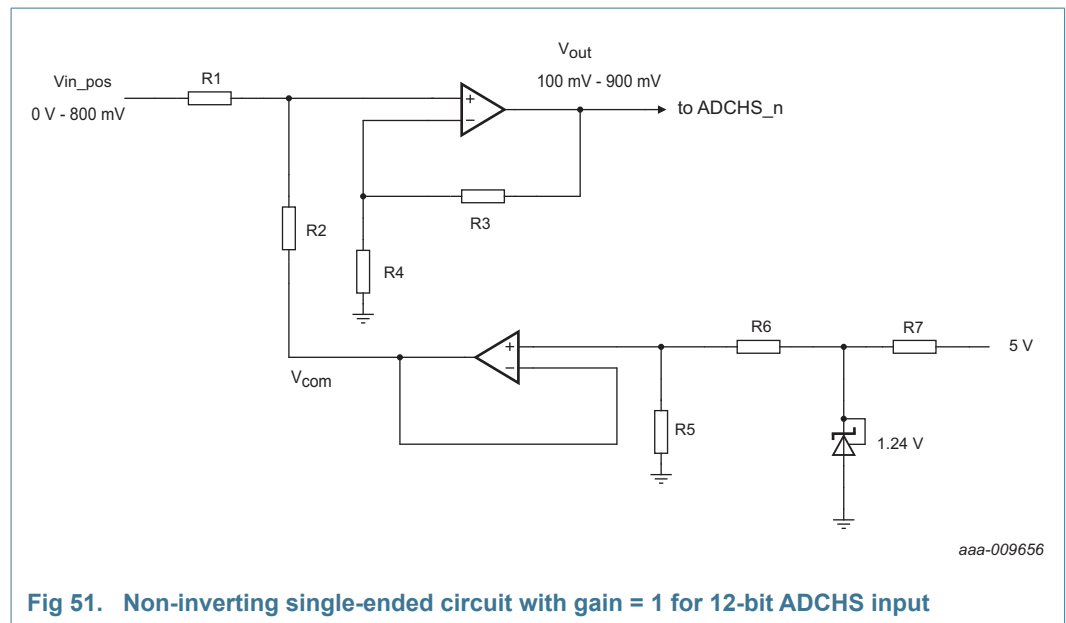 Vout
Vin_pos
R1
100 mV - 900 mV
0 V - 800 mV
+
to ADCHS_n
−
R3
R2
R4
R6
R7
+
5 V
−
Vcom
R5
1.24 V
aaa-009656
Fig 51. Non-inverting single-ended circuit with gain = 1 for 12-bit ADCHS input